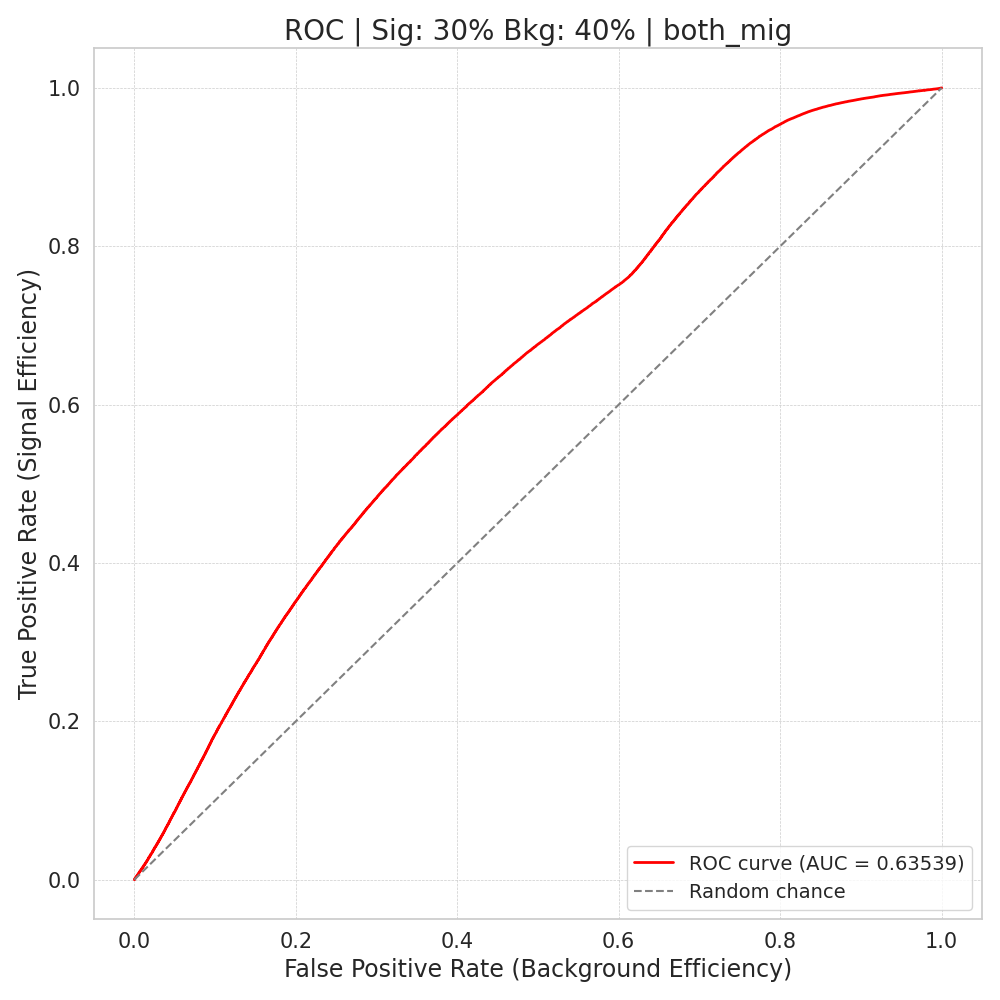 ROC | Sig: 30% Bkg: 40% | both_mig
True Positive Rate (Signal Efficiency)
1.0
0.8
0.6
0.4
0.2
0.0
ROC curve (AUC = 0.63539)
Random chance
0.0 0.2 0.4 0.6 0.8 1.0
False Positive Rate (Background Efficiency)